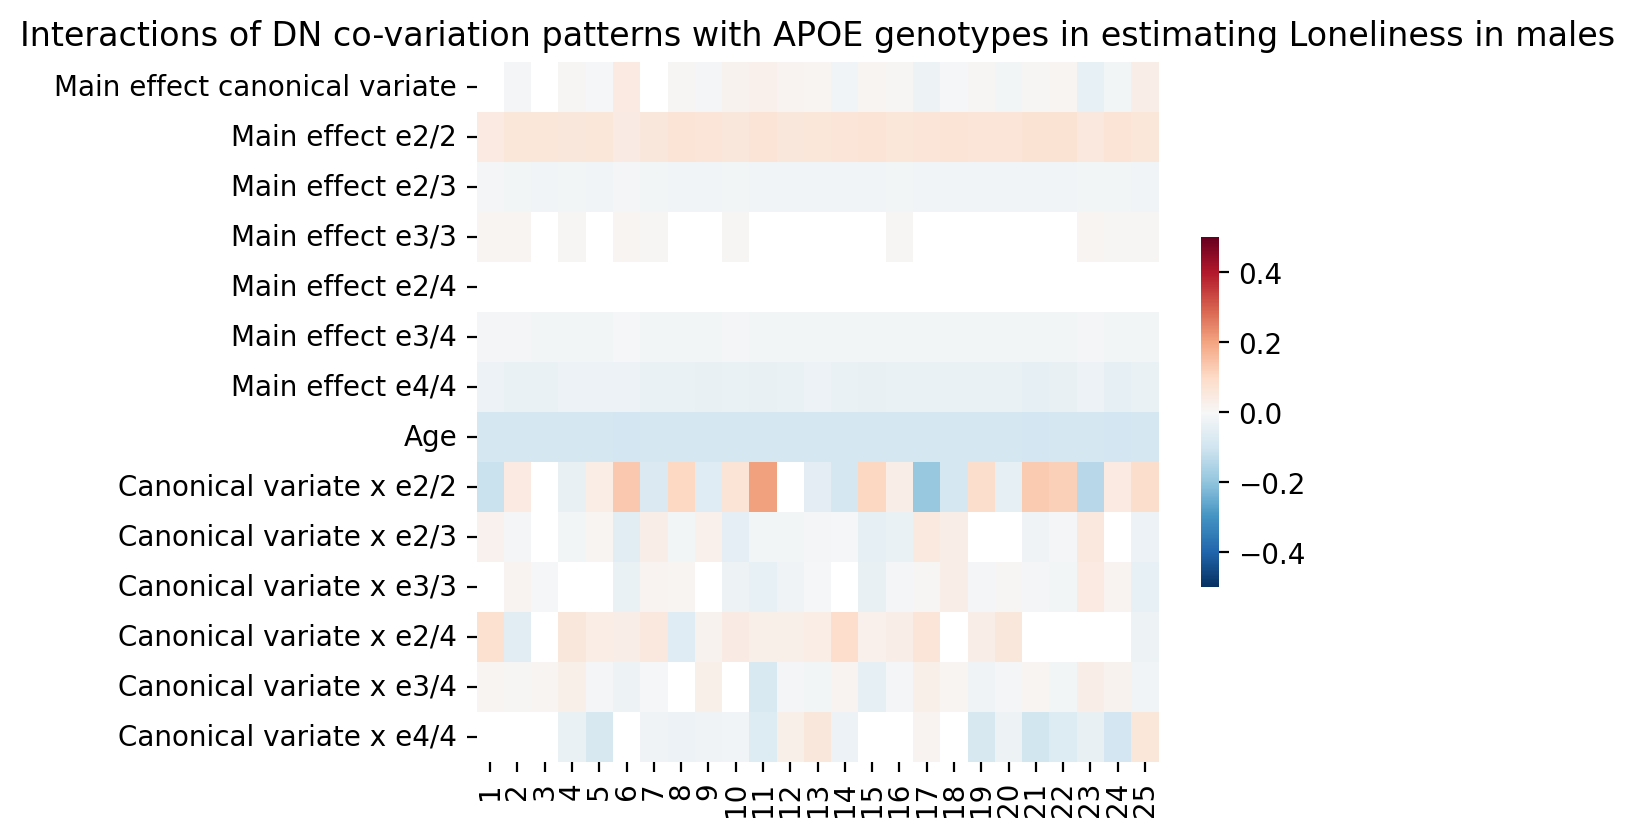 Interactions of DN co-variation patterns with APOE genotypes in estimating Loneliness in males
Main effect canonical variate
Main effect e2/2
Main effect e2/3
Main effect e3/3
Main effect e2/4
Main effect e3/4
Main effect e4/4
Age
Canonical variate x e2/2
Canonical variate x e2/3
Canonical variate x e3/3
Canonical variate x e2/4
Canonical variate x e3/4
Canonical variate x e4/4
1 2 3 4 5 6 7 8 9 10 11 12 13 14 15 16 17 18 19 20 21 22 23 24 25
0.4
0.2
0.0
−0.2
−0.4